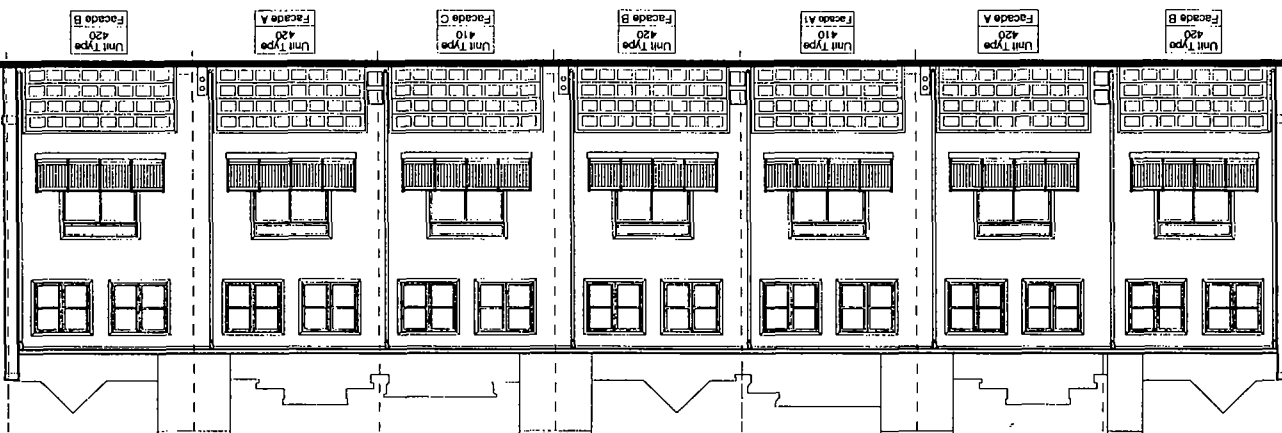 Unit Type
420
Facade B
Unit Type
420
Facade A
Unit Type
410
Facade A1
Unit Type
420
Facade B
Unit Type
410
Facade C
Unit Type
420
Facade A
Unit Type
420
Facade B